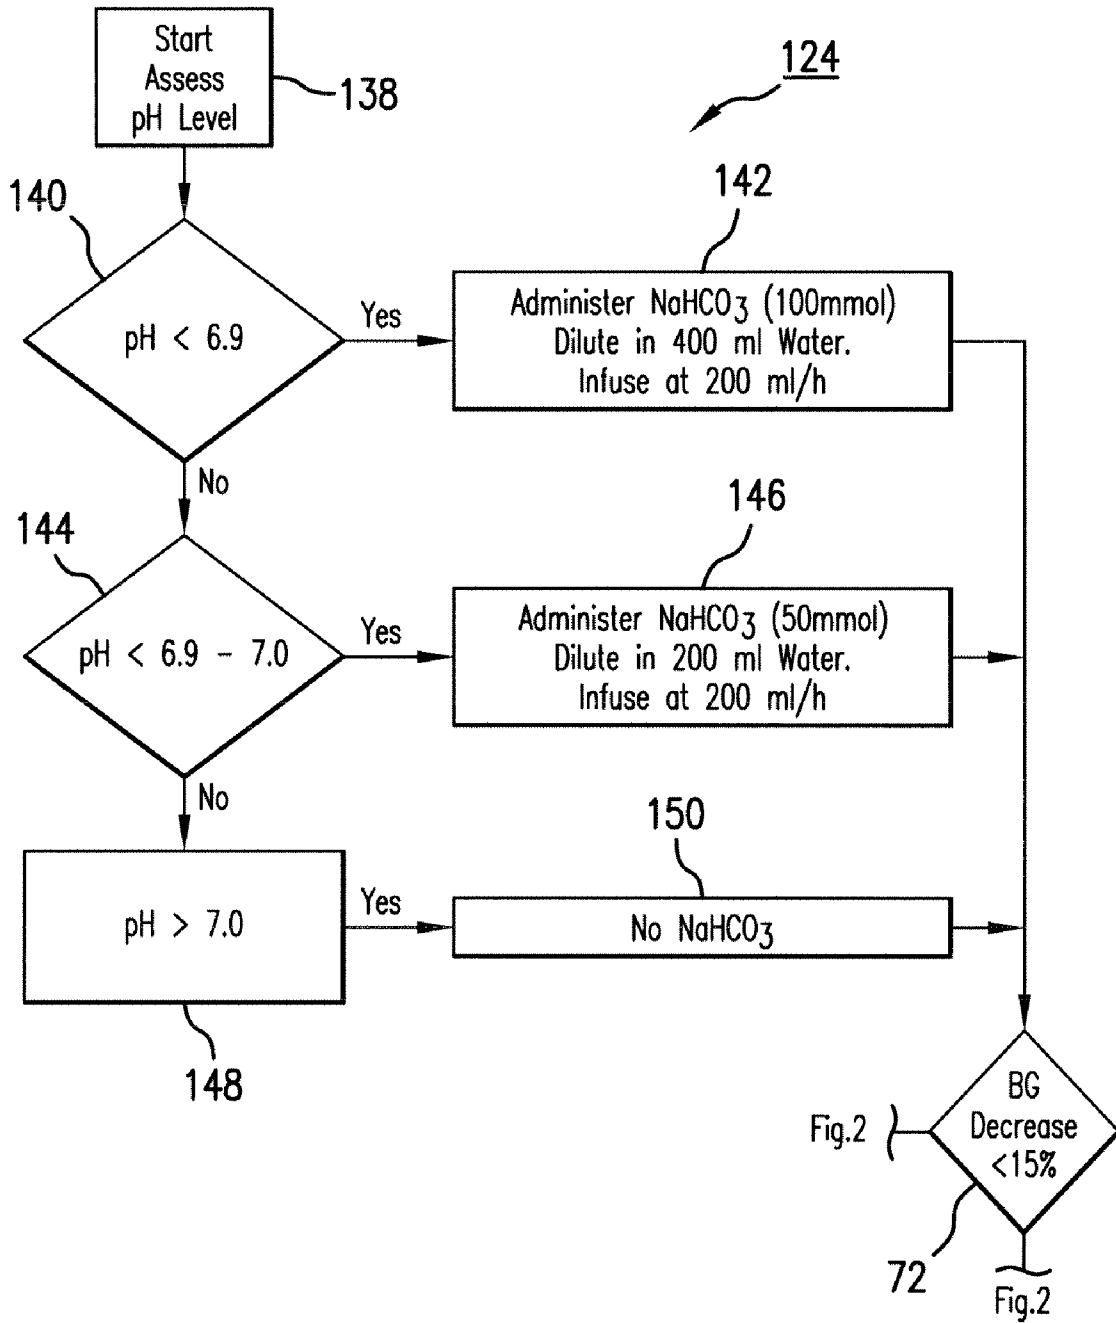 Start
Assess
pH Level
138
124
140
pH < 6.9
Yes
No
142
Administer NaHCO3 (100mmol)
Dilute in 400 ml Water.
Infuse at 200 ml/h
144
pH < 6.9 - 7.0
Yes
No
146
Administer NaHCO3 (50mmol)
Dilute in 200 ml Water.
Infuse at 200 ml/h
pH > 7.0
Yes
148
150
No NaHCO3
BG
Decrease
<15%
72
Fig.2
Fig.2